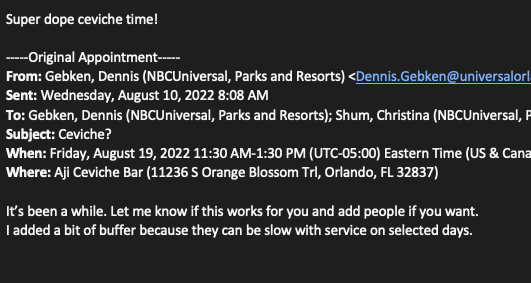 Super dope ceviche time!
-----Original Appointment-----
From: Gebken, Dennis (NBCUniversal, Parks and Resorts) <Dennis.Gebken@universalorl
Sent: Wednesday, August 10, 2022 8:08 AM
To: Gebken, Dennis (NBCUniversal, Parks and Resorts); Shum, Christina (NBCUniversal, P
Subject: Ceviche?
When: Friday, August 19, 2022 11:30 AM-1:30 PM (UTC-05:00) Eastern Time (US & Cana
Where: Aji Ceviche Bar (11236 S Orange Blossom Trl, Orlando, FL 32837)
It’s been a while. Let me know if this works for you and add people if you want.
I added a bit of buffer because they can be slow with service on selected days.